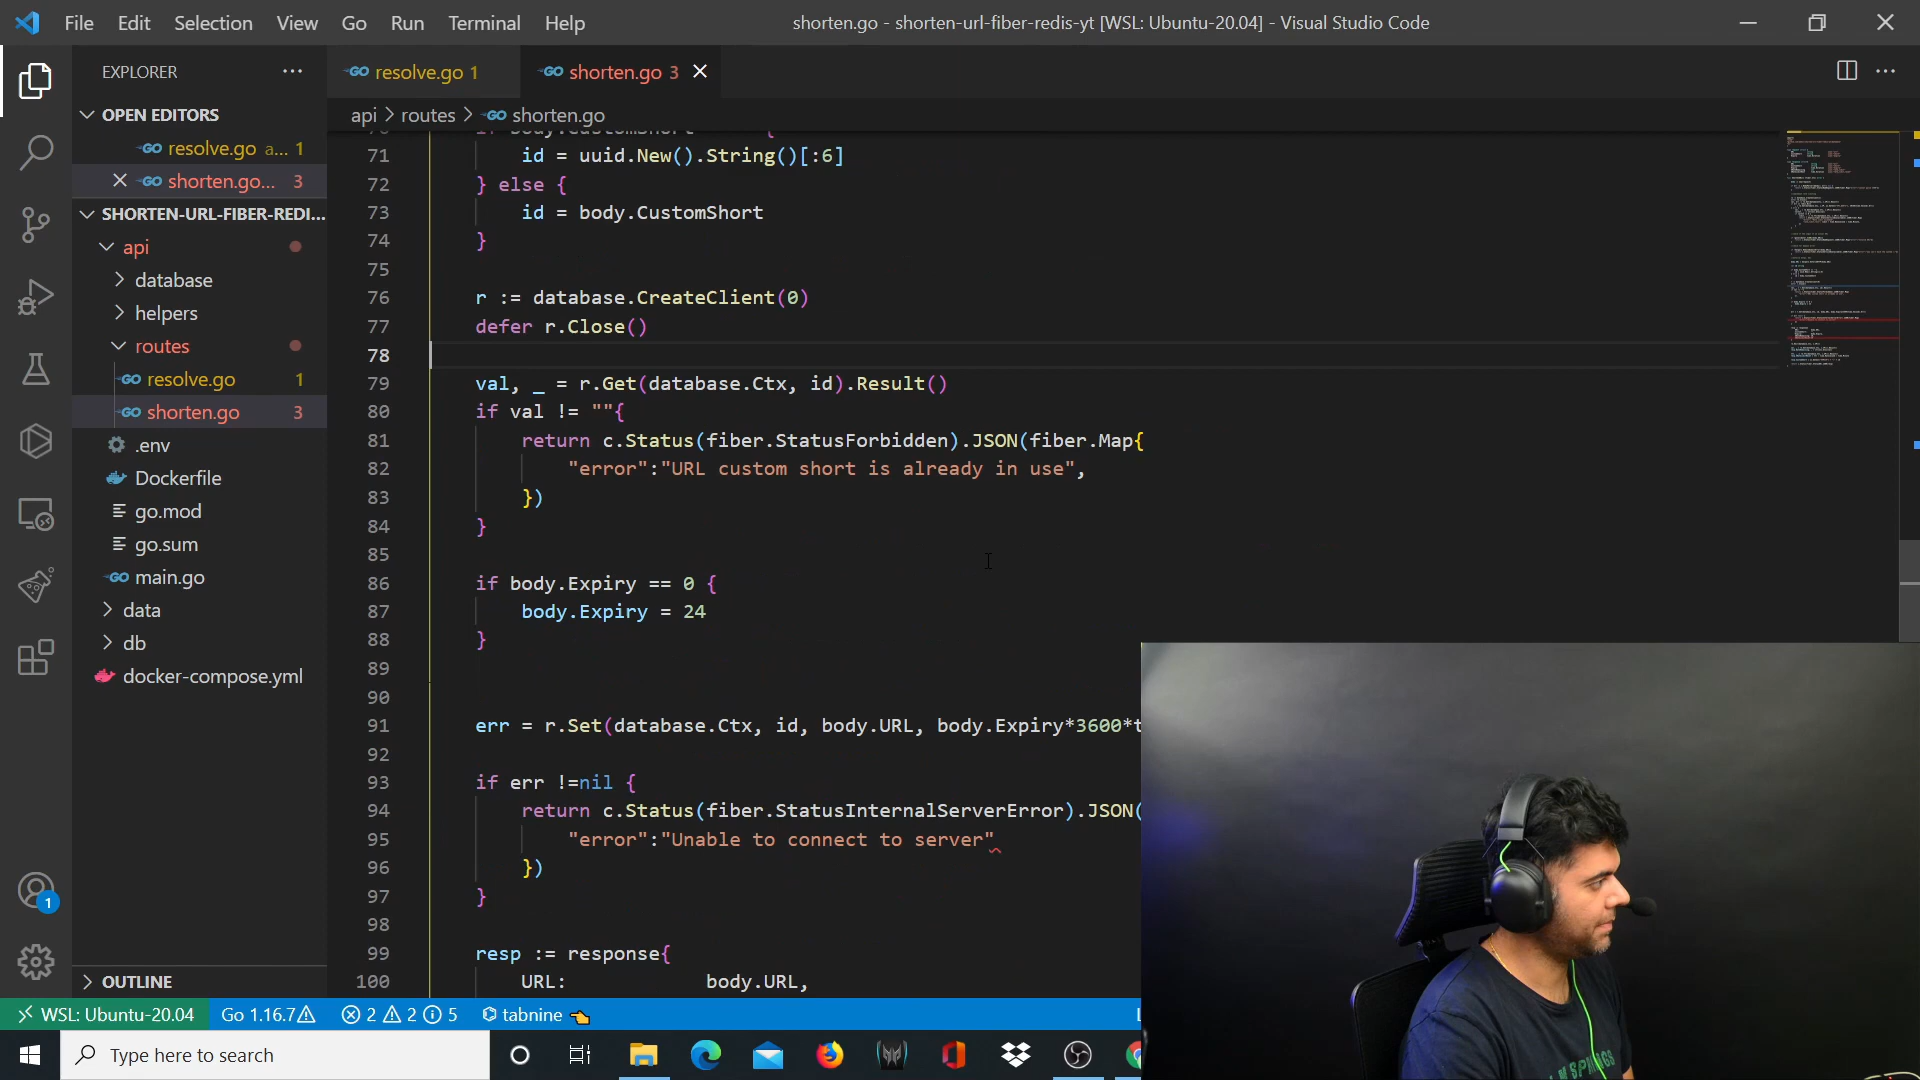 File Edit Selection View Go Run Terminal Help
shorten.go - shorten-url-fiber-redis-yt [WSL: Ubuntu-20.04] - Visual Studio Code
EXPLORER
resolve.go 1
shorten.go 3
OPEN EDITORS
api > routes > shorten.go
resolve.go a... 1
shorten.go... 3
SHORTEN-URL-FIBER-REDI...
api
database
helpers
routes
resolve.go 1
shorten.go 3
.env
Dockerfile
go.mod
go.sum
main.go
data
db
docker-compose.yml
OUTLINE
71 id = uuid.New().String()[:6]
72 } else {
73 id = body.CustomShort
74 }
75
76 r := database.CreateClient(0)
77 defer r.Close()
78
79 val, _ = r.Get(database.Ctx, id).Result()
80 if val != ""{
81 return c.Status(fiber.StatusForbidden).JSON(fiber.Map{
82 "error":"URL custom short is already in use",
83 })
84 }
85
86 if body.Expiry == 0 {
87 body.Expiry = 24
88 }
89
90
91 err = r.Set(database.Ctx, id, body.URL, body.Expiry*3600*t
92
93 if err !=nil {
94 return c.Status(fiber.StatusInternalServerError).JSON(
95 "error":"Unable to connect to server"
96 })
97 }
98
99 resp := response{
100 URL: body.URL,
1
WSL: Ubuntu-20.04 Go 1.16.7 2 2 5 tabnine
Type here to search